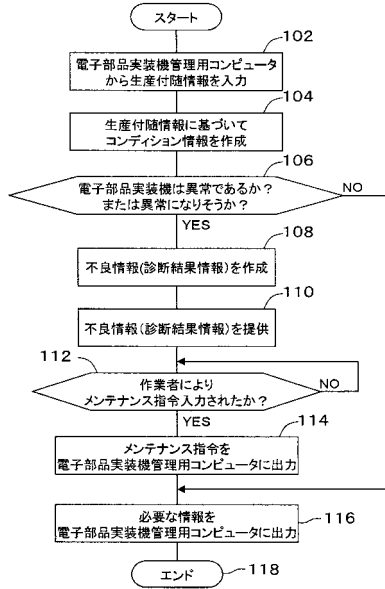 スタート
102
電子部品実装機管理用コンピュータ
から生産付随情報を入力
104
生産付随情報に基づいて
コンディション情報を作成
106
電子部品実装機は異常であるか?
または異常になりそうか?
NO
YES
108
不良情報(診断結果情報)を作成
110
不良情報(診断結果情報)を提供
112
作業者により
メンテナンス指令入力されたか?
NO
YES
114
メンテナンス指令を
電子部品実装機管理用コンピュータに出力
必要な情報を
電子部品実装機管理用コンピュータに出力
116
エンド
118